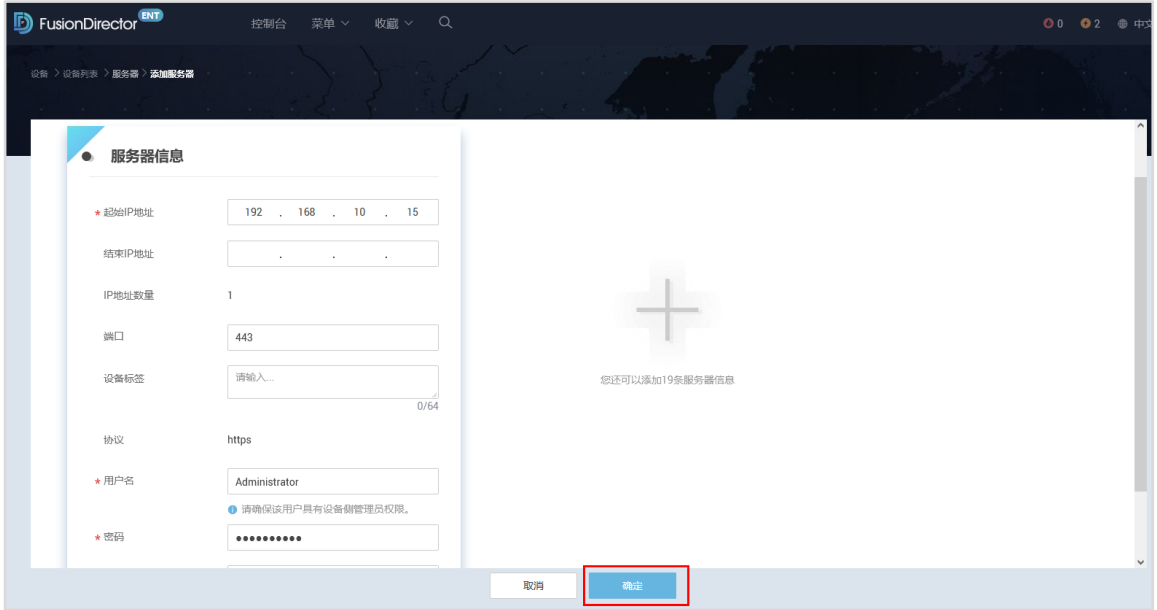 FusionDirector ENT 控制台 菜单 收藏 0 2 中文
设备 > 设备列表 > 服务器 > 添加服务器
服务器信息
* 起始IP地址 192 . 168 . 10 . 15
结束IP地址 . . .
IP地址数量 1
端口 443
设备标签 请输入...
0/64
协议 https
* 用户名 Administrator
请确保该用户具有设备侧管理员权限。
* 密码 ●●●●●●●●●●
您还可以添加19条服务器信息
取消 确定